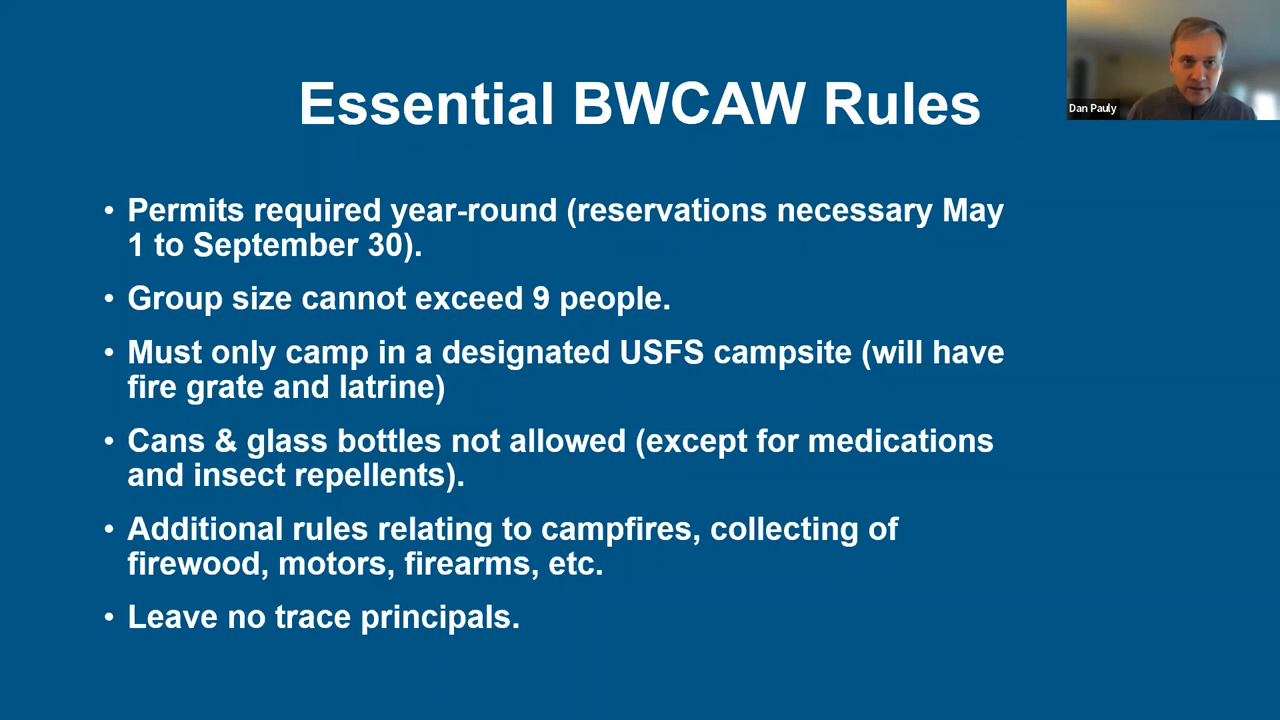 Essential BWCAW Rules
Dan Pauly
• Permits required year-round (reservations necessary May
1 to September 30).
• Group size cannot exceed 9 people.
• Must only camp in a designated USFS campsite (will have
fire grate and latrine)
• Cans & glass bottles not allowed (except for medications
and insect repellents).
• Additional rules relating to campfires, collecting of
firewood, motors, firearms, etc.
• Leave no trace principals.